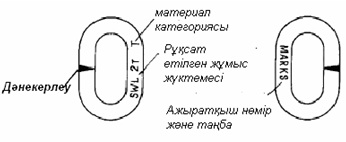 материал
категориясы
Рұқсат
етілген жұмыс
жүктемесі
Дәнекерлеу
SWL 2T T
MARKS
Ажыратқыш нөмір
және таңба